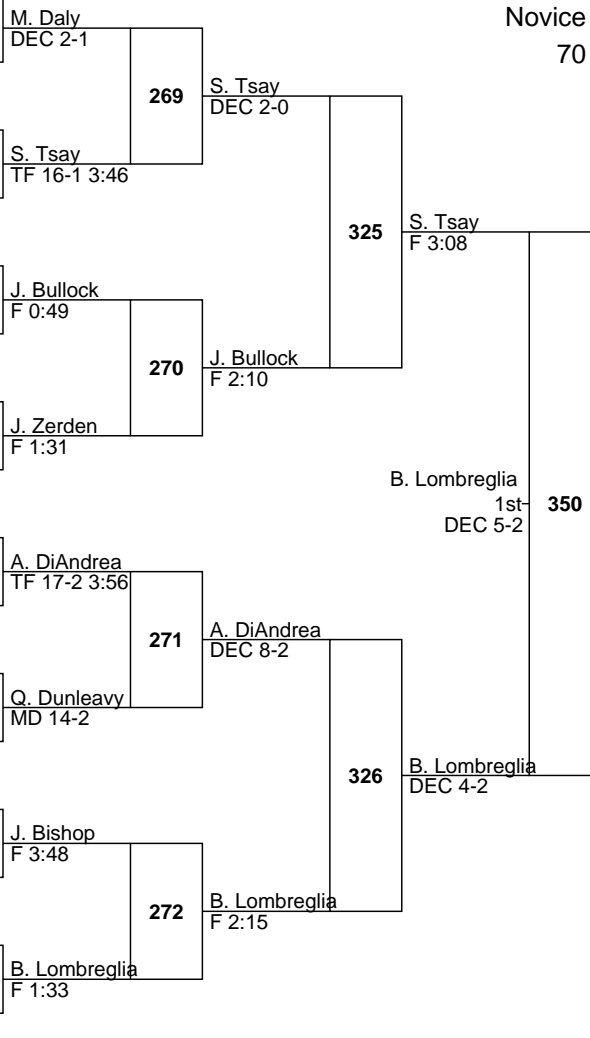 Novice
70
M. Daly
DEC 2-1
269
S. Tsay
DEC 2-0
S. Tsay
TF 16-1 3:46
325
S. Tsay
F 3:08
J. Bullock
F 0:49
270
J. Bullock
F 2:10
J. Zerden
F 1:31
B. Lombreglia
1st
DEC 5-2
350
A. DiAndrea
TF 17-2 3:56
271
A. DiAndrea
DEC 8-2
Q. Dunleavy
MD 14-2
326
B. Lombreglia
DEC 4-2
J. Bishop
F 3:48
272
B. Lombreglia
F 2:15
B. Lombreglia
F 1:33